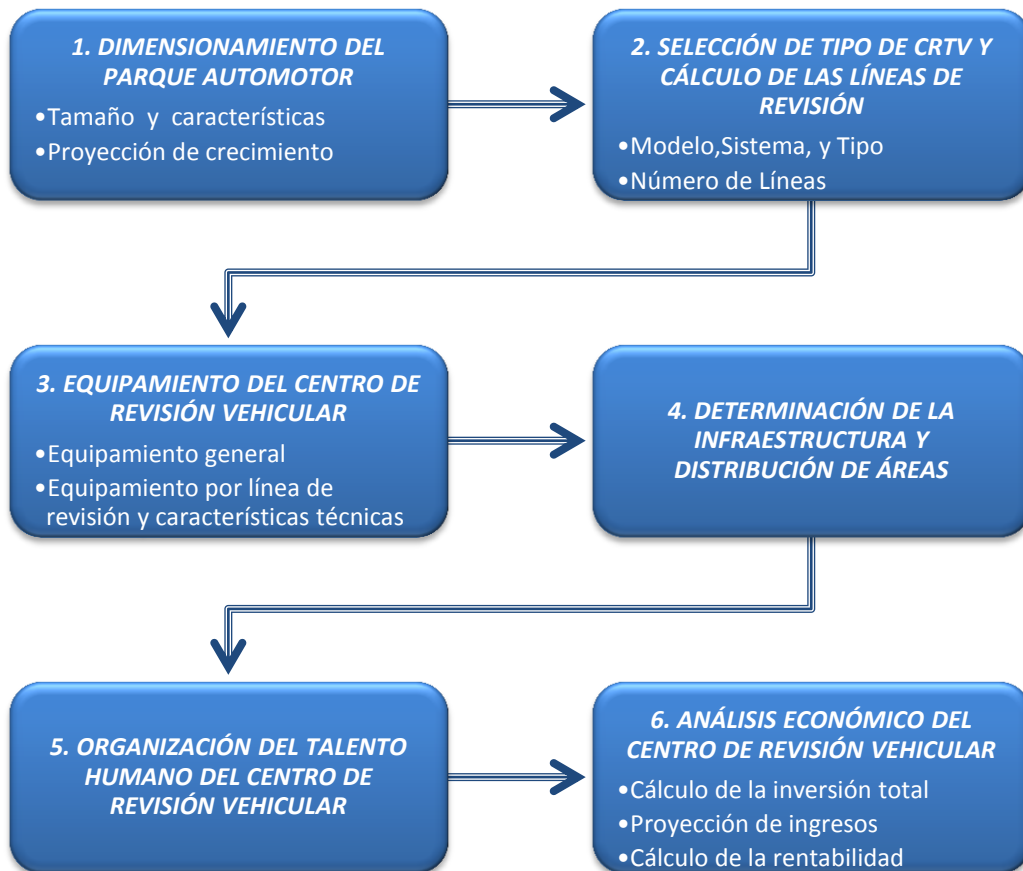 1. DIMENSIONAMIENTO DEL
PARQUE AUTOMOTOR
•Tamaño y características
•Proyección de crecimiento
2. SELECCIÓN DE TIPO DE CRTV Y
CÁLCULO DE LAS LÍNEAS DE
REVISIÓN
•Modelo,Sistema, y Tipo
•Número de Líneas
3. EQUIPAMIENTO DEL CENTRO DE
REVISIÓN VEHICULAR
•Equipamiento general
•Equipamiento por línea de
revisión y características técnicas
4. DETERMINACIÓN DE LA
INFRAESTRUCTURA Y
DISTRIBUCIÓN DE ÁREAS
5. ORGANIZACIÓN DEL TALENTO
HUMANO DEL CENTRO DE
REVISIÓN VEHICULAR
6. ANÁLISIS ECONÓMICO DEL
CENTRO DE REVISIÓN VEHICULAR
•Cálculo de la inversión total
•Proyección de ingresos
•Cálculo de la rentabilidad